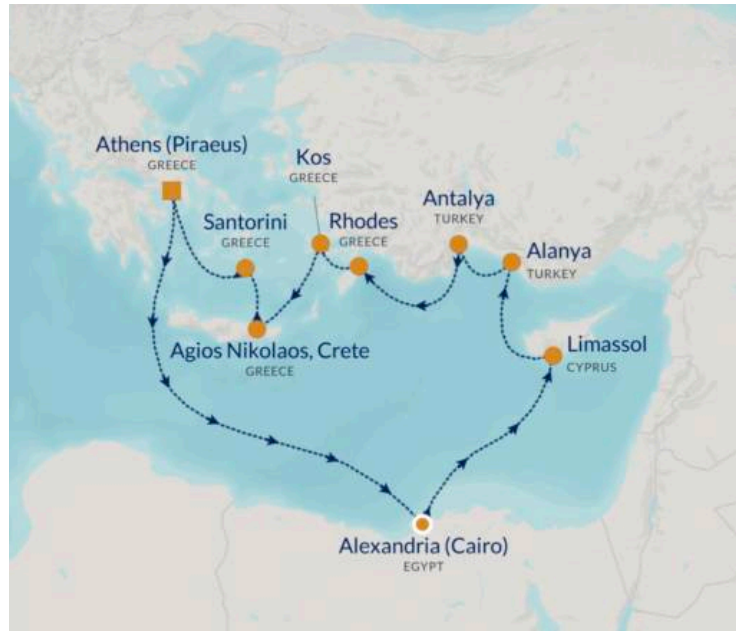 Athens (Piraeus)
GREECE
Kos
GREECE
Santorini
GREECE
Rhodes
GREECE
Antalya
TURKEY
Alanya
TURKEY
Agios Nikolaos, Crete
GREECE
Limassol
CYPRUS
Alexandria (Cairo)
EGYPT